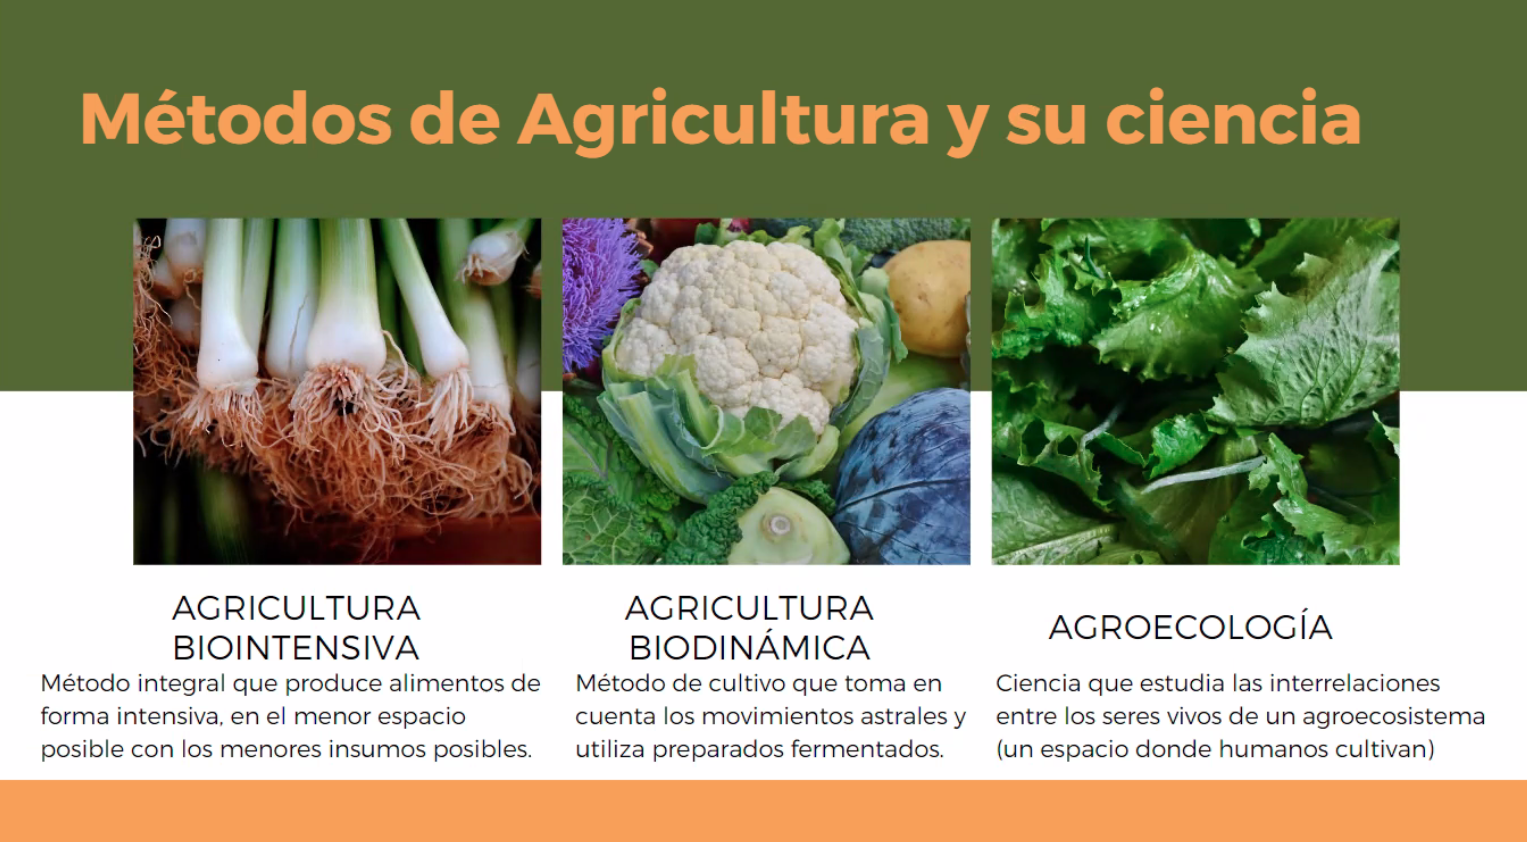 Métodos de Agricultura y su ciencia
AGRICULTURA
BIOINTENSIVA
Método integral que produce alimentos de
forma intensiva, en el menor espacio
posible con los menores insumos posibles.
AGRICULTURA
BIODINÁMICA
Método de cultivo que toma en
cuenta los movimientos astrales y
utiliza preparados fermentados.
AGROECOLOGÍA
Ciencia que estudia las interrelaciones
entre los seres vivos de un agroecosistema
(un espacio donde humanos cultivan)